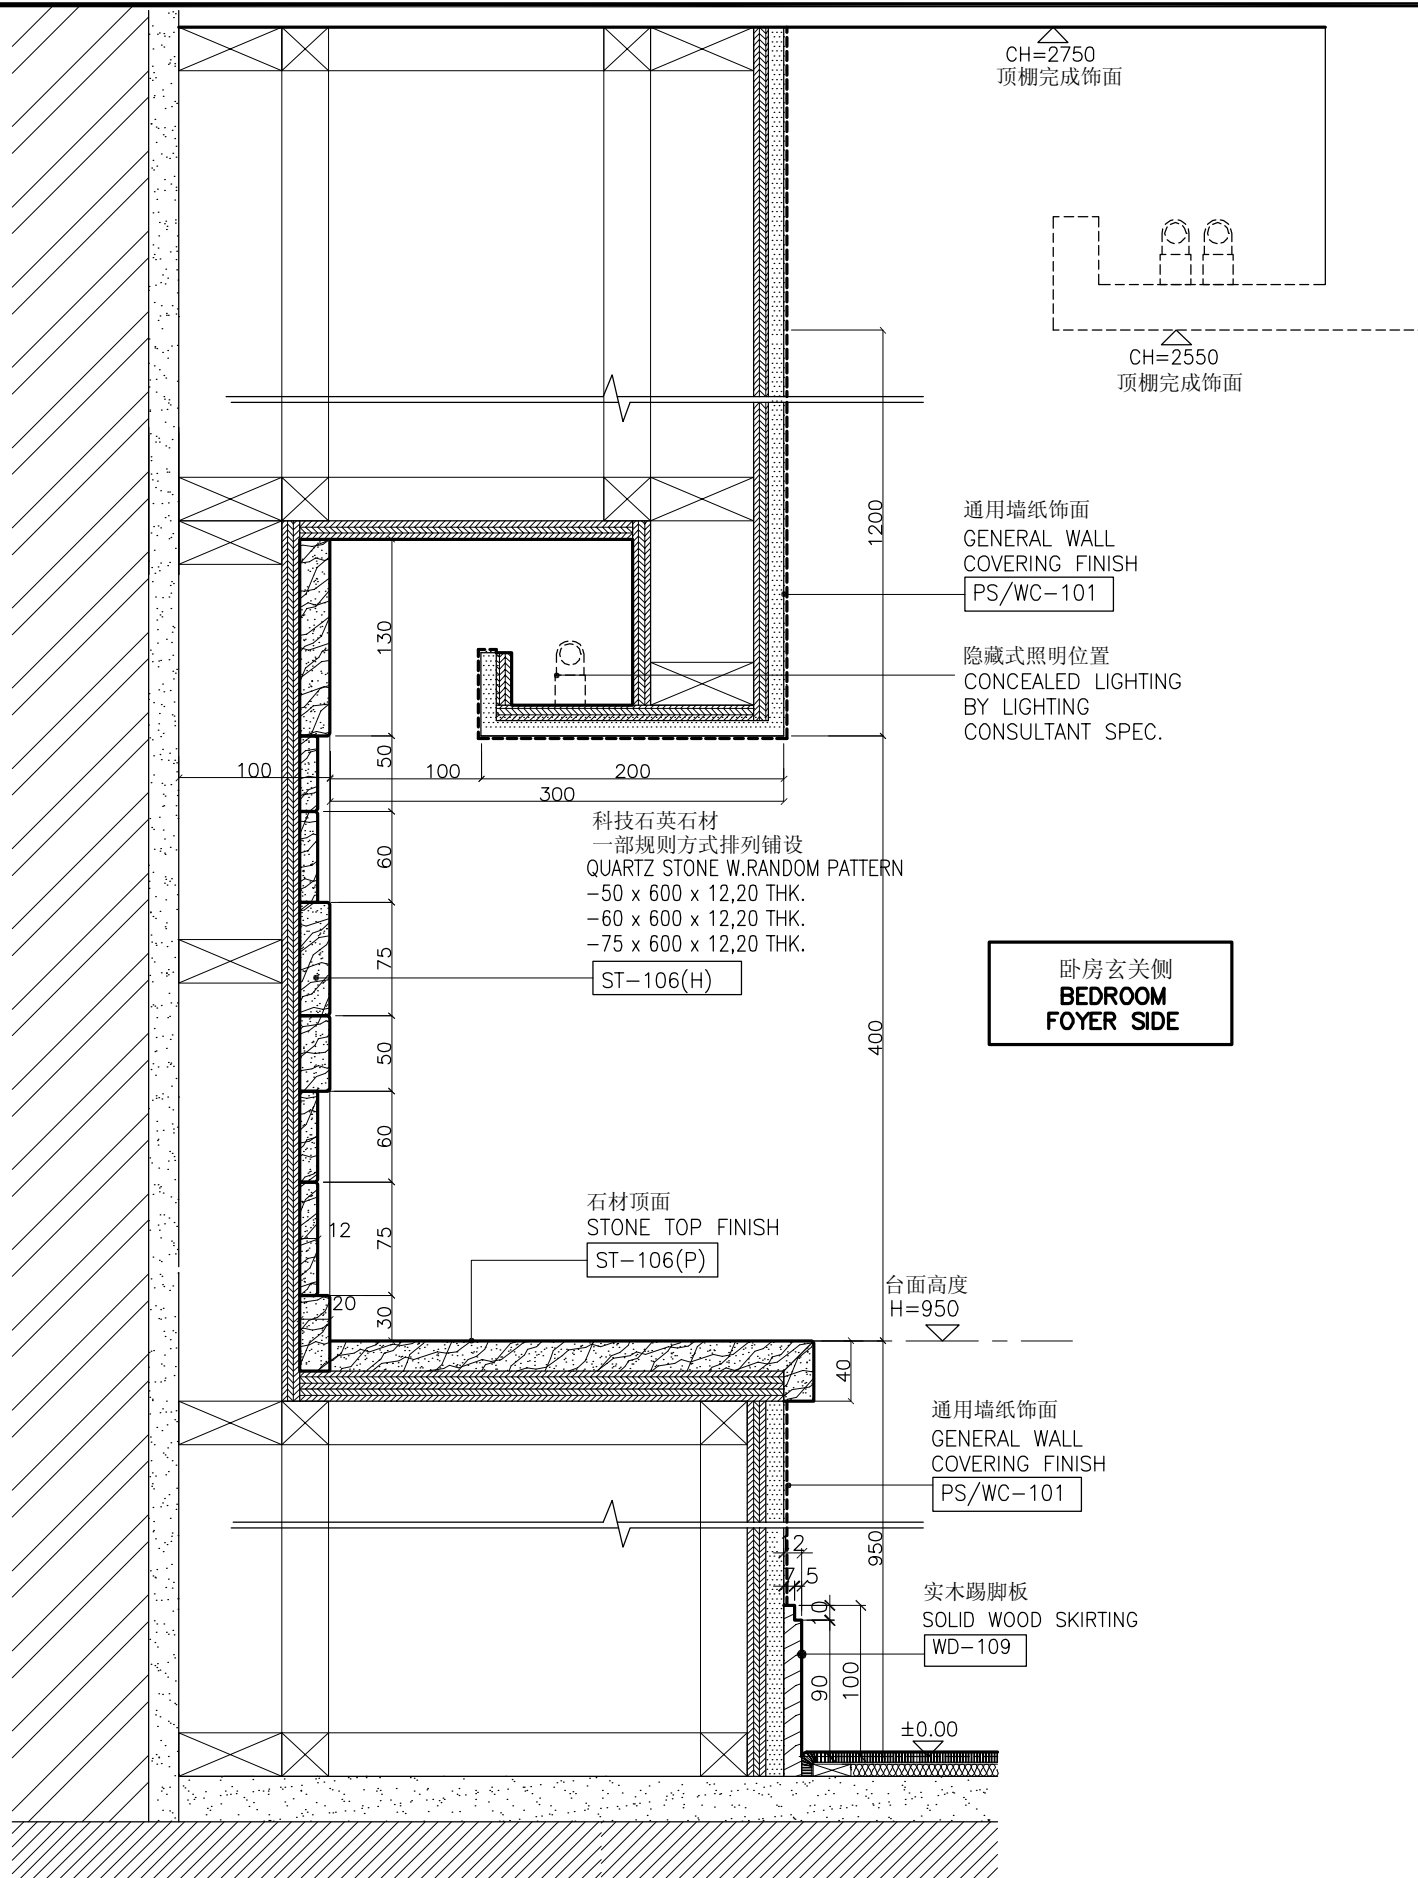 CH=2750
顶棚完成饰面
CH=2550
顶棚完成饰面
1200
通用墙纸饰面
GENERAL WALL
COVERING FINISH
PS/WC-101
130
隐藏式照明位置
CONCEALED LIGHTING
BY LIGHTING
CONSULTANT SPEC.
50
100
100
200
300
科技石英石材
一部规则方式排列铺设
QUARTZ STONE W.RANDOM PATTERN
-50 x 600 x 12,20 THK.
-60 x 600 x 12,20 THK.
-75 x 600 x 12,20 THK.
ST-106(H)
60
75
卧房玄关侧
BEDROOM
FOYER SIDE
400
50
60
石材顶面
STONE TOP FINISH
ST-106(P)
12
75
台面高度
H=950
20
30
40
通用墙纸饰面
GENERAL WALL
COVERING FINISH
PS/WC-101
950
2
7.5
10
实木踢脚板
SOLID WOOD SKIRTING
WD-109
90
100
±0.00